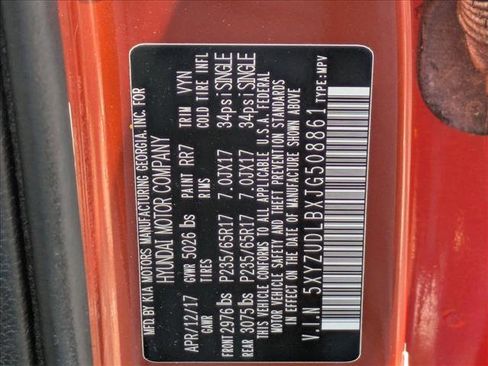 MFD. BY KIA MOTORS MANUFACTURING GEORGIA, INC. FOR
HYUNDAI MOTOR COMPANY
APR/12/17 GVWR 5026 lbs PAINT RR7 TRIM VYN
GAWR TIRES RIMS COLD TIRE INFL
FRONT 2976 lbs P235/65R17 7.0JX17 34psi SINGLE
REAR 3075 lbs P235/65R17 7.0JX17 34psi SINGLE
THIS VEHICLE CONFORMS TO ALL APPLICABLE U.S.A. FEDERAL
MOTOR VEHICLE SAFETY AND THEFT PREVENTION STANDARDS
IN EFFECT ON THE DATE OF MANUFACTURE SHOWN ABOVE.
V.I.N 5XYZUDLBXJG508861 TYPE:MPV